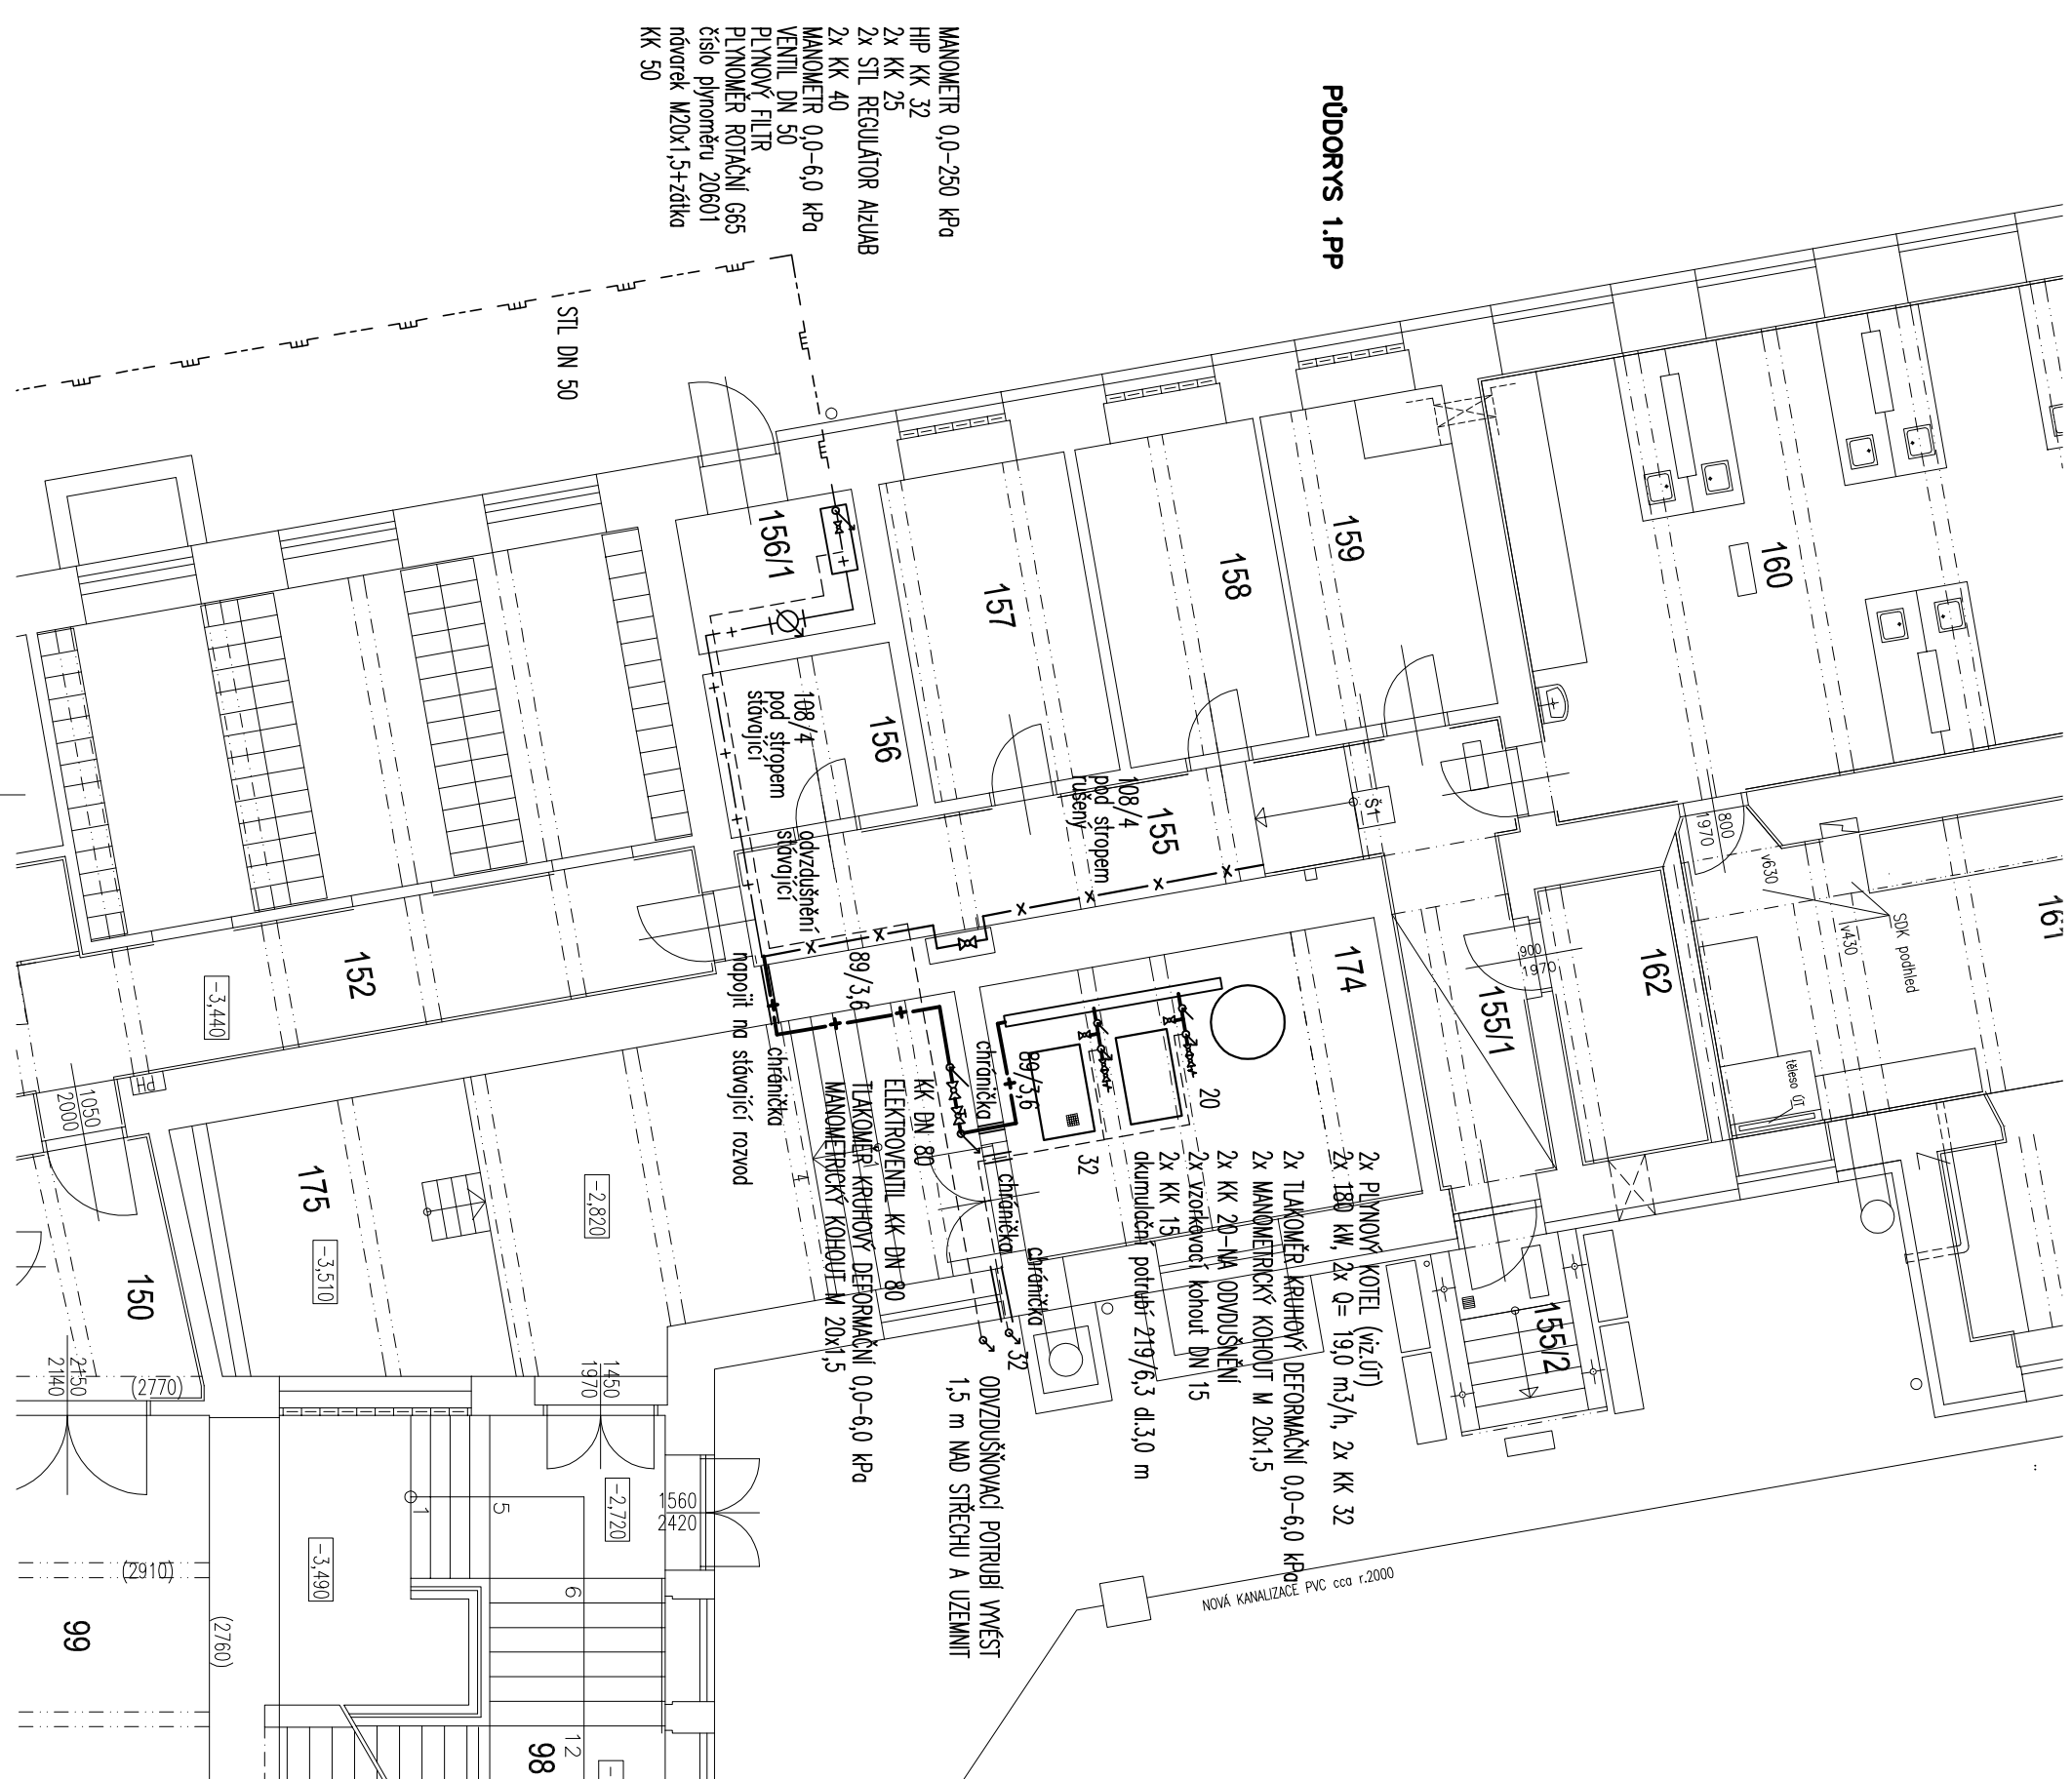 PŮDORYS 1.PP
MANOMETR 0,0-250 kPa
HIP KK 32
2x KK 25
2x STL REGULÁTOR AlzUAB
2x KK 40
MANOMETR 0,0-6,0 kPa
VENTIL DN 50
PLYNOVÝ FILTR
PLYNOMĚR ROTAČNÍ G65
číslo plynoměru 20601
návarek M20x1,5+zátka
KK 50
STL DN 50
156/1
157
158
159
160
156
108/4
pod stropem
stávající
odvzdušnění
stávající
108/4
pod stropem
rušený
155
Š1
800
1970
v630
v430
SDK podhled
161
162
900
1970
155/1
174
těleso ÚT
152
-3,440
89/3,6
napojit na stávající rozvod
chránička
chránička
89/3,6
20
32
chránička
chránička
32
PH
1050
2000
175
-3,510
-2,820
150
4
KK DN 80
ELEKTROVENTIL KK DN 80
TLAKOMĚR KRUHOVÝ DEFORMAČNÍ 0,0-6,0 kPa
MANOMETRICKÝ KOHOUT M 20x1,5
2x PLYNOVÝ KOTEL (viz.ÚT)
2x 180 kW, 2x Q= 19,0 m3/h, 2x KK 32
2x TLAKOMĚR KRUHOVÝ DEFORMAČNÍ 0,0-6,0 kPa
2x MANOMETRICKÝ KOHOUT M 20x1,5
2x KK 20-NA ODVDUŠNĚNÍ
2x vzorkovací kohout DN 15
2x KK 15
akumulační potrubí 219/6,3 dl.3,0 m
155/2
ODVZDUŠŇOVACÍ POTRUBÍ VYVÉST
1,5 m NAD STŘECHU A UZEMNIT
2150
2140
(2770)
1450
1970
-2,720
1560
2420
1
5
6
12
-3,490
(2910)
(2760)
99
98
NOVÁ KANALIZACE PVC cca r.2000